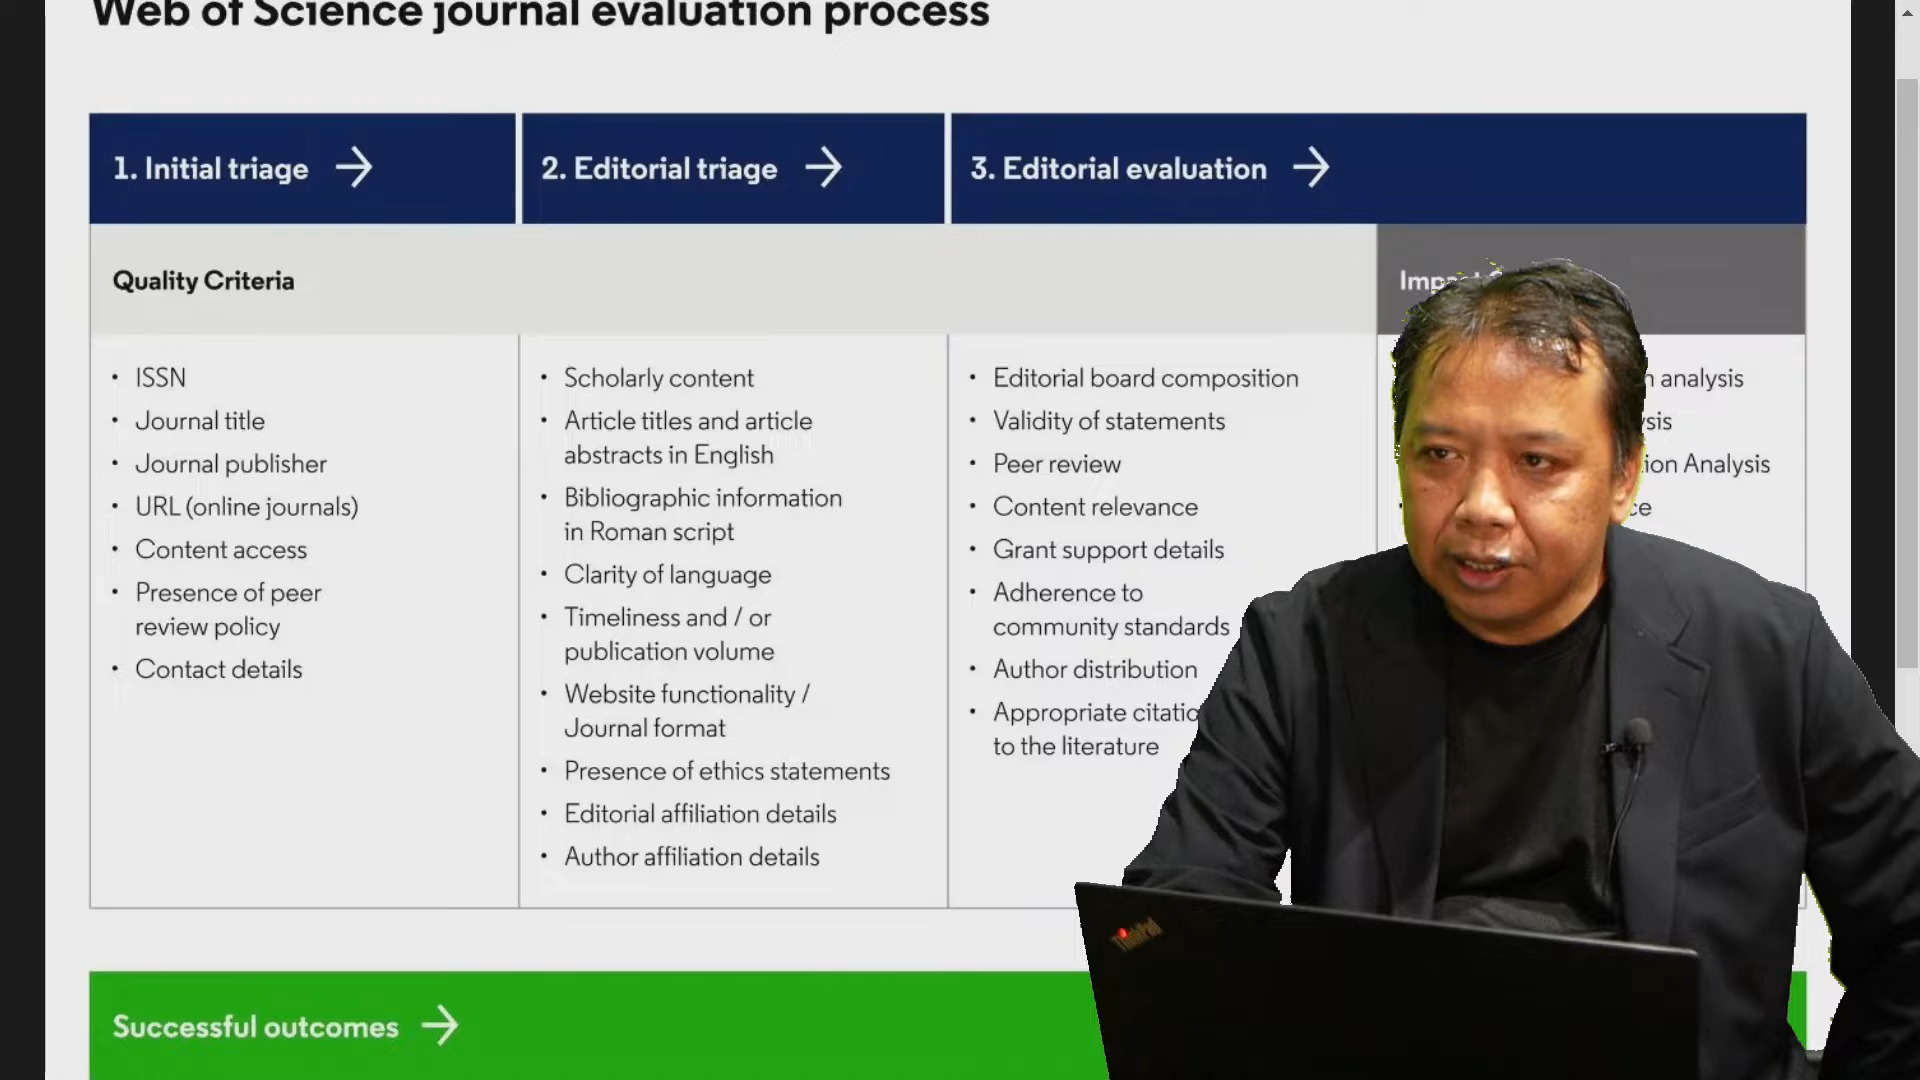 Web of Science journal evaluation process
1. Initial triage
2. Editorial triage
3. Editorial evaluation
Quality Criteria
• ISSN
• Journal title
• Journal publisher
• URL (online journals)
• Content access
• Presence of peer
review policy
• Contact details
• Scholarly content
• Article titles and article
abstracts in English
• Bibliographic information
in Roman script
• Clarity of language
• Timeliness and / or
publication volume
• Website functionality /
Journal format
• Presence of ethics statements
• Editorial affiliation details
• Author affiliation details
• Editorial board composition
• Validity of statements
• Peer review
• Content relevance
• Grant support details
• Adherence to
community standards
• Author distribution
• Appropriate
to the literature
analysis
Analysis
Successful outcomes
ThinkPad